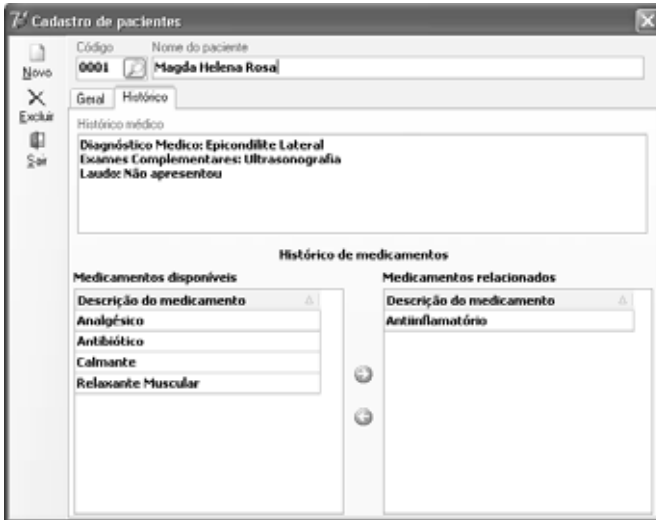 Cadastro de pacientes
Novo
Excluir
Sair
Código Nome do paciente
0001 Magda Helena Rosa
Geral Histórico
Histórico médico
Diagnóstico Medico: Epicondilite Lateral
Exames Complementares: Ultrasonografia
Laudo: Não apresentou
Histórico de medicamentos
Medicamentos disponíveis
Descrição do medicamento
Analgésico
Antibiótico
Calmante
Relaxante Muscular
Medicamentos relacionados
Descrição do medicamento
Antiinflamatório